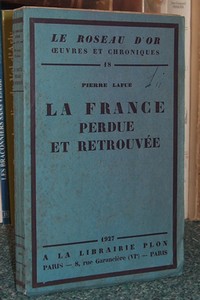 LE ROSEAU D'OR
ŒUVRES ET CHRONIQUES
18
PIERRE LAFUE
LA FRANCE
PERDUE
ET RETROUVÉE
1927
A LA LIBRAIRIE PLON
PARIS — 8, rue Garancière (VIe) — PARIS